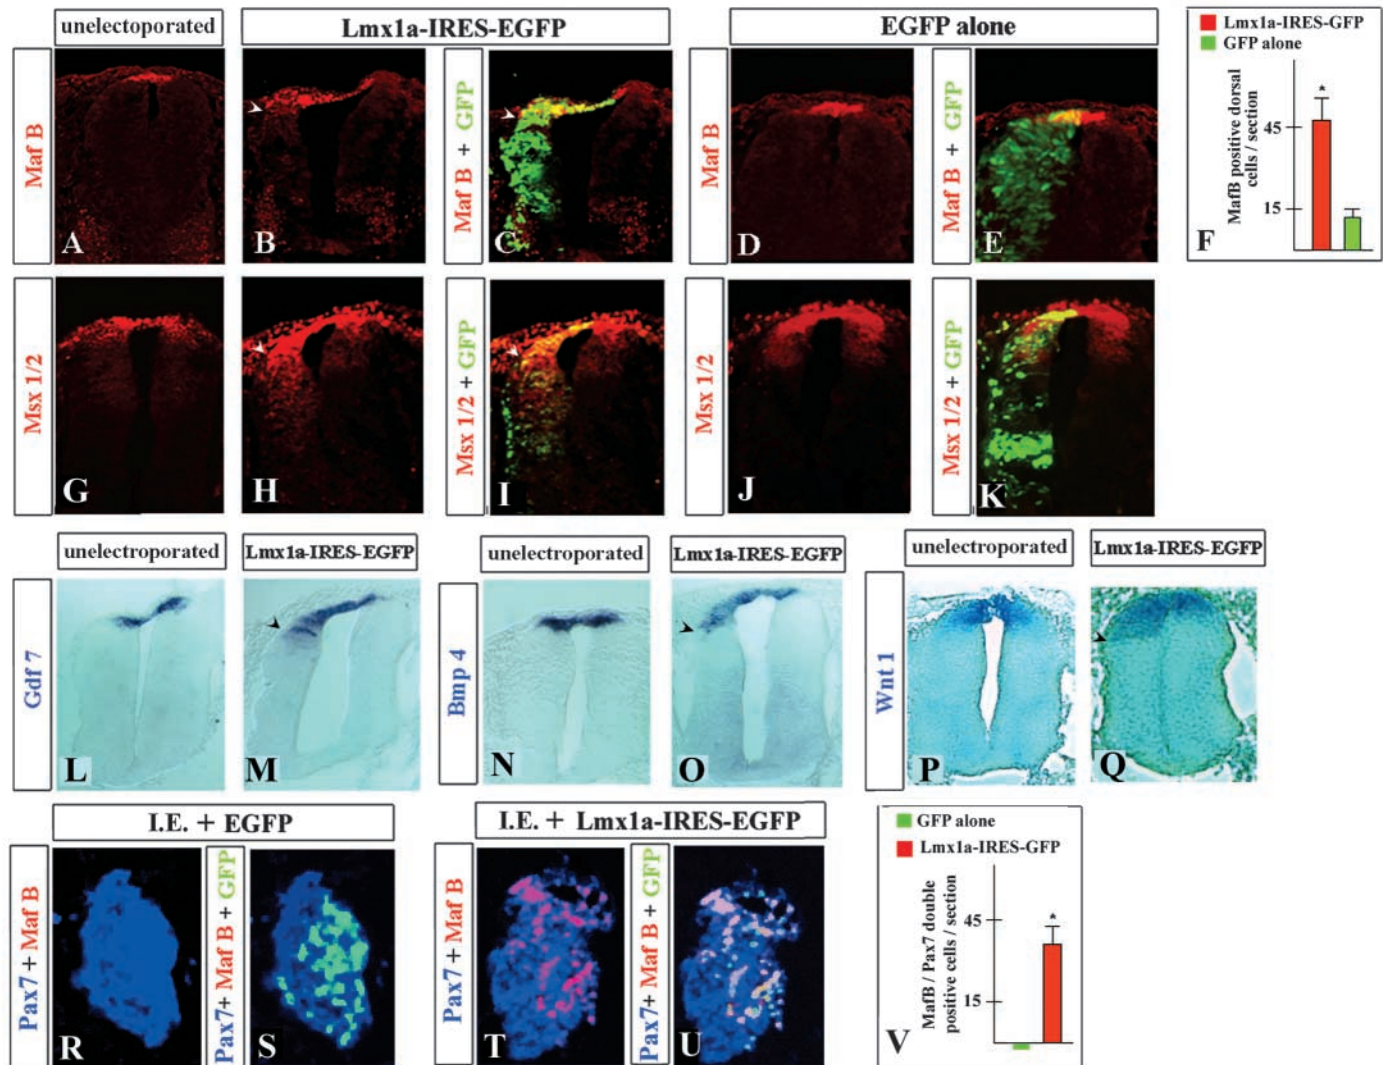 unelectoporated
Lmx1a-IRES-EGFP
EGFP alone
Maf B
A
B
Maf B + GFP
C
Maf B
D
Maf B + GFP
E
Lmx1a-IRES-GFP
GFP alone
MafB positive dorsal
cells / section
*
45
15
F
Msx 1/2
G
H
Msx 1/2 + GFP
I
Msx 1/2
J
Msx 1/2 + GFP
K
unelectroporated
Lmx1a-IRES-EGFP
unelectroporated
Lmx1a-IRES-EGFP
unelectroporated
Lmx1a-IRES-EGFP
Gdf 7
L
M
Bmp 4
N
O
Wnt 1
P
Q
I.E. + EGFP
I.E. + Lmx1a-IRES-EGFP
Pax7 + Maf B
R
Pax7+ Maf B + GFP
S
Pax7 + Maf B
T
Pax7+ Maf B + GFP
U
GFP alone
Lmx1a-IRES-GFP
MafB / Pax7 double
positive cells / section
*
45
15
V